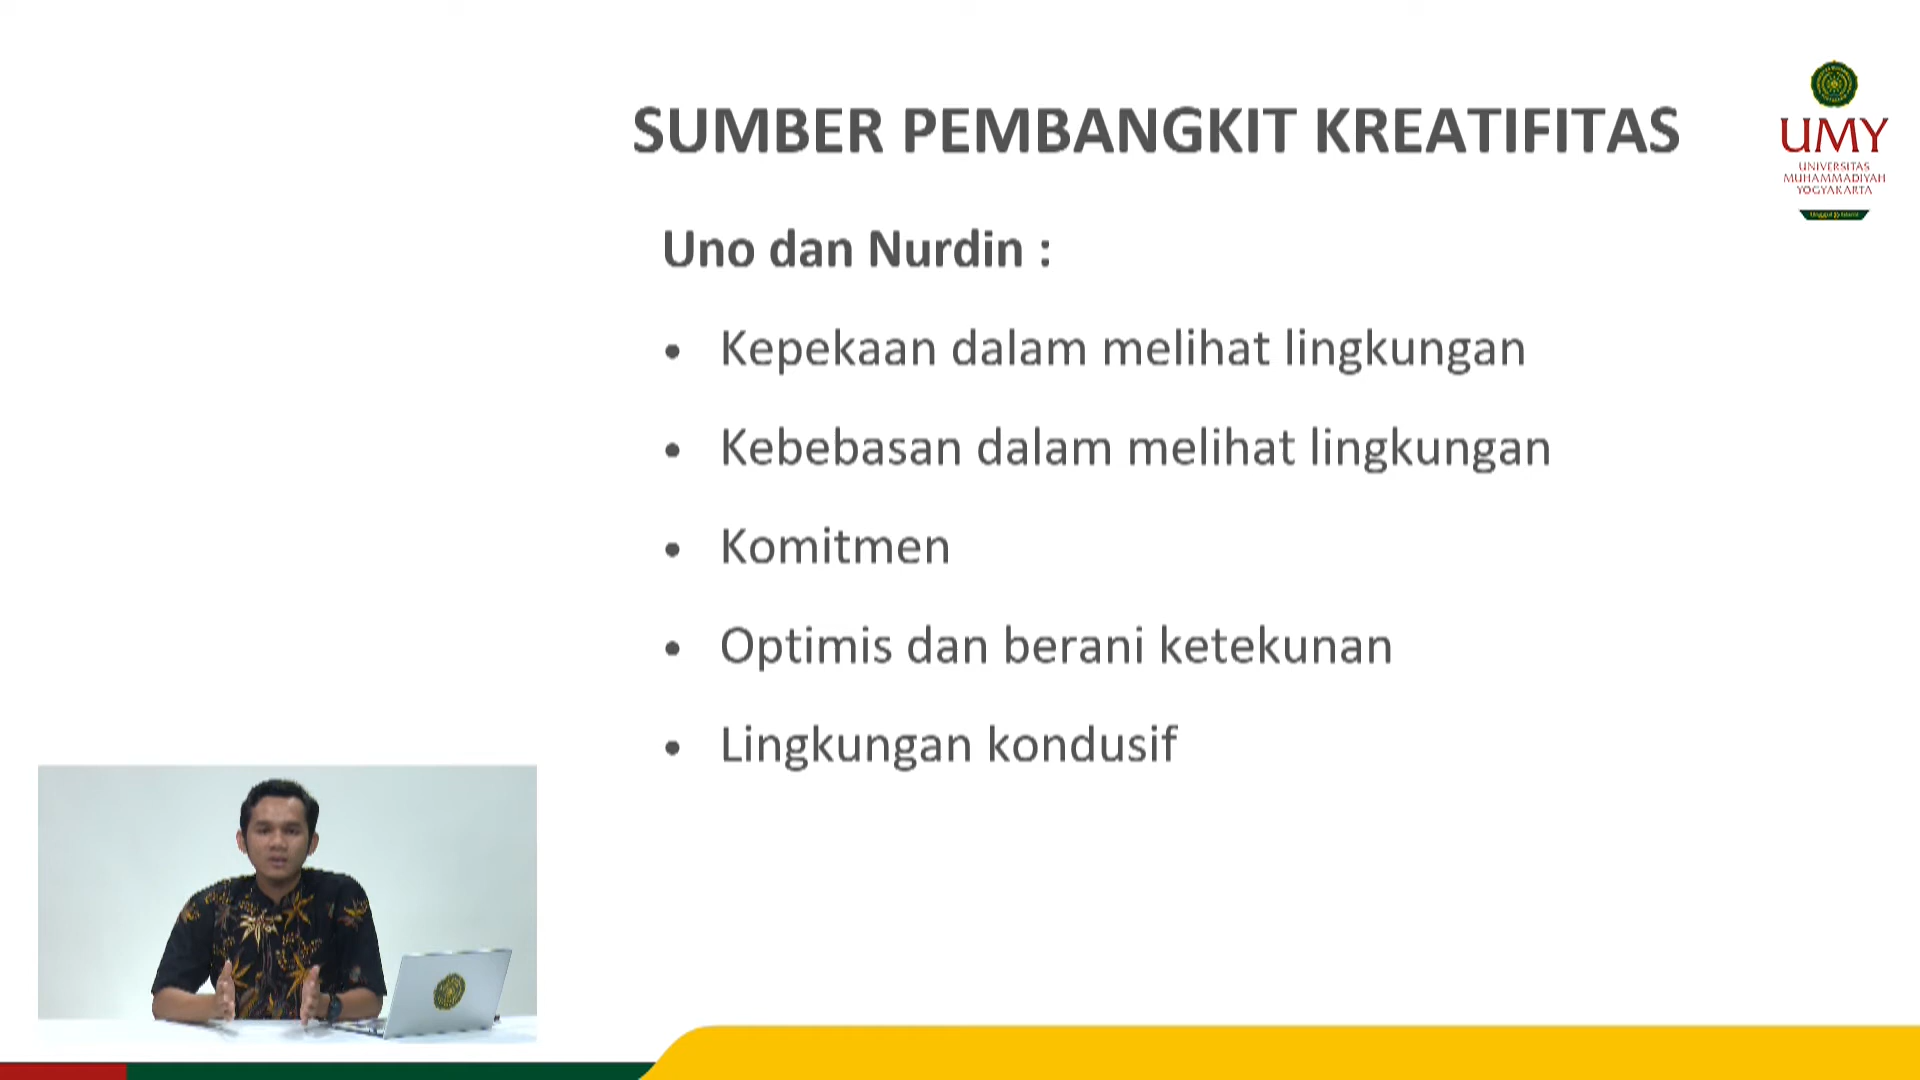 SUMBER PEMBANGKIT KREATIFITAS
UMY
UNIVERSITAS
MUHAMMADIYAH
YOGYAKARTA
Uno dan Nurdin :
• Kepekaan dalam melihat lingkungan
• Kebebasan dalam melihat lingkungan
• Komitmen
• Optimis dan berani ketekunan
• Lingkungan kondusif